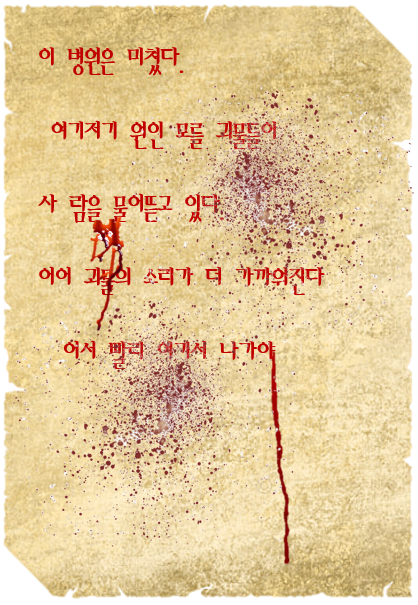 이 병원은 미쳤다.
여기저기 원인 모를 괴물들이
사 람을 물어뜯고 있다
괴물의 소리가 더 가까워진다
어서 빨리 여기서 나가야